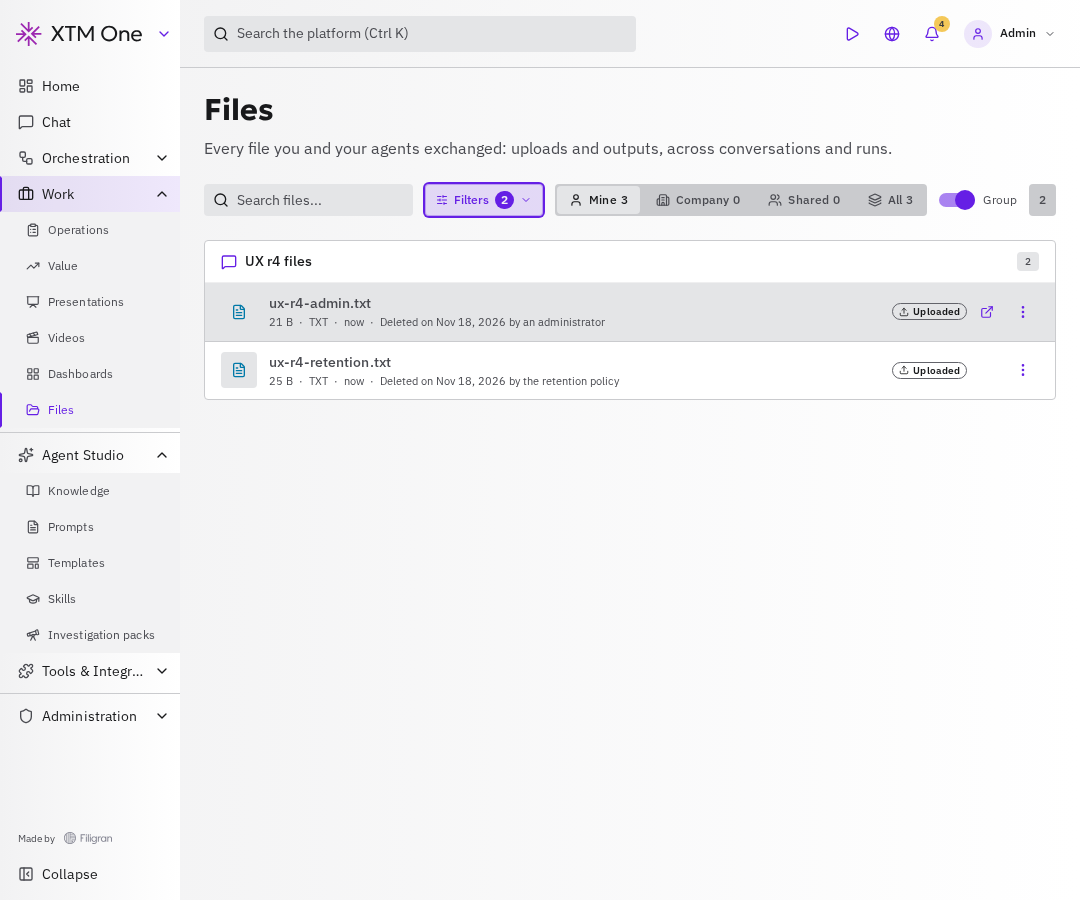 XTM One
Search the platform (Ctrl K)
4
Admin
Home
Chat
Orchestration
Work
Operations
Value
Presentations
Videos
Dashboards
Files
Agent Studio
Knowledge
Prompts
Templates
Skills
Investigation packs
Tools & Integr...
Administration
Made by Filigran
Collapse
Files
Every file you and your agents exchanged: uploads and outputs, across conversations and runs.
Search files...
Filters 2
Mine 3
Company 0
Shared 0
All 3
Group
2
UX r4 files
2
ux-r4-admin.txt
21 B · TXT · now · Deleted on Nov 18, 2026 by an administrator
Uploaded
ux-r4-retention.txt
25 B · TXT · now · Deleted on Nov 18, 2026 by the retention policy
Uploaded